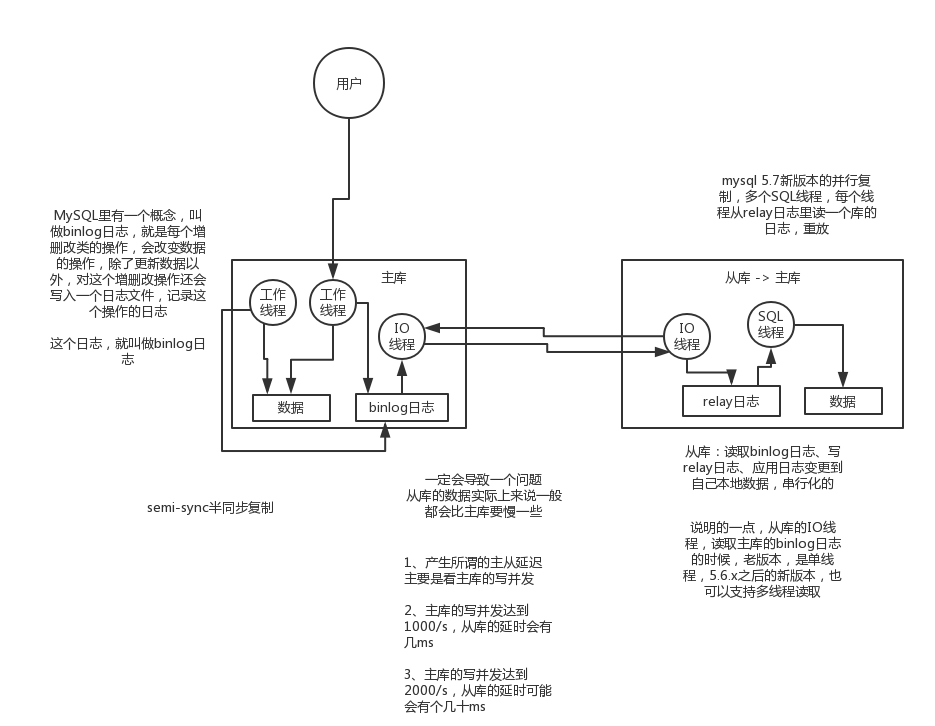 用户
mysql 5.7新版本的并行复
制，多个SQL线程，每个线
程从relay日志里读一个库的
日志，重放
MySQL里有一个概念，叫
做binlog日志，就是每个增
删改类的操作，会改变数据
的操作，除了更新数据以
外，对这个增删改操作还会
写入一个日志文件，记录这
个操作的日志
这个日志，就叫做binlog日
志
主库
工作
线程
工作
线程
IO
线程
数据
binlog日志
从库 -> 主库
IO
线程
SQL
线程
relay日志
数据
从库：读取binlog日志、写
relay日志、应用日志变更到
自己本地数据，串行化的
一定会导致一个问题
从库的数据实际上来说一般
都会比主库要慢一些
semi-sync半同步复制
说明的一点，从库的IO线
程，读取主库的binlog日志
的时候，老版本，是单线
程，5.6.x之后的新版本，也
可以支持多线程读取
1、产生所谓的主从延迟
主要是看主库的写并发
2、主库的写并发达到
1000/s，从库的延时会有
几ms
3、主库的写并发达到
2000/s，从库的延时可能
会有个几十ms